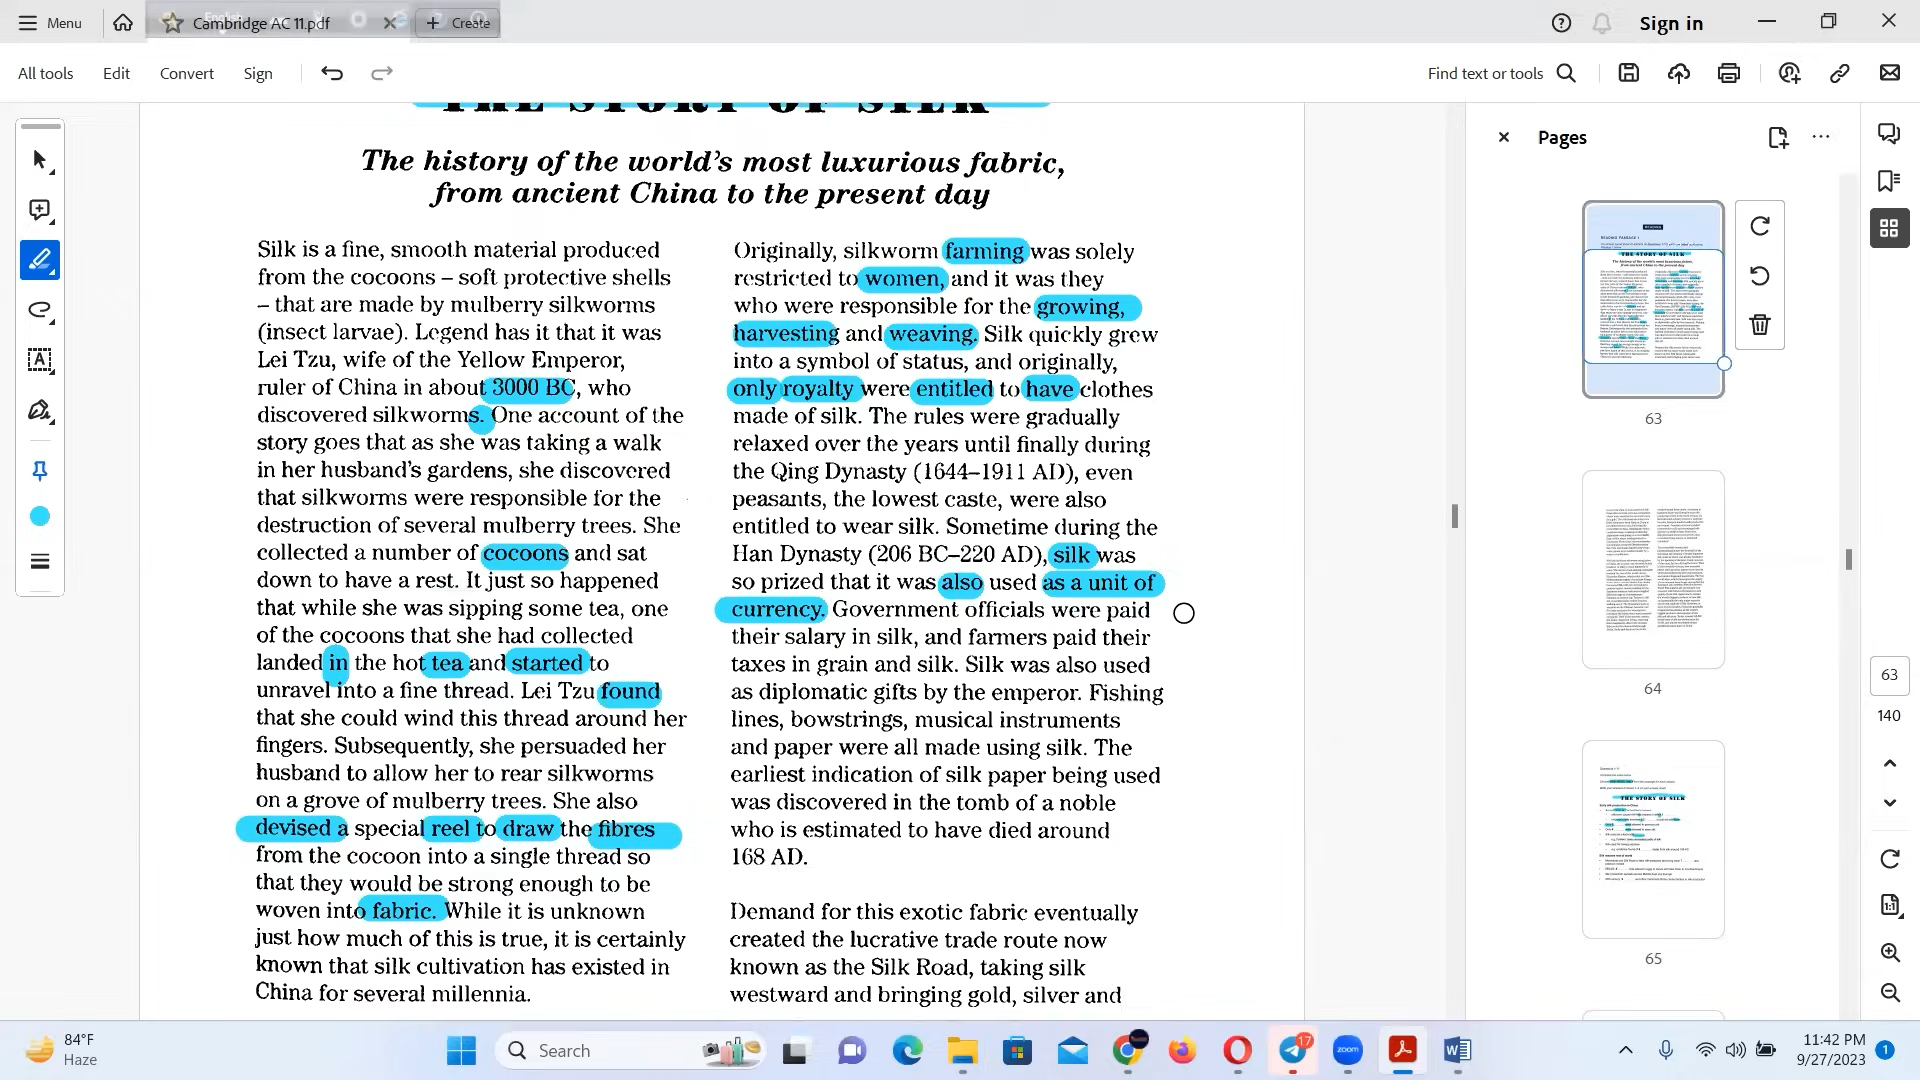 Menu
Cambridge AC 11.pdf
Create
Sign in
All tools
Edit
Convert
Sign
Find text or tools
THE STORY OF SILK
The history of the world's most luxurious fabric,
from ancient China to the present day
Silk is a fine, smooth material produced
from the cocoons – soft protective shells
– that are made by mulberry silkworms
(insect larvae). Legend has it that it was
Lei Tzu, wife of the Yellow Emperor,
ruler of China in about 3000 BC, who
discovered silkworms. One account of the
story goes that as she was taking a walk
in her husband's gardens, she discovered
that silkworms were responsible for the
destruction of several mulberry trees. She
collected a number of cocoons and sat
down to have a rest. It just so happened
that while she was sipping some tea, one
of the cocoons that she had collected
landed in the hot tea and started to
unravel into a fine thread. Lei Tzu found
that she could wind this thread around her
fingers. Subsequently, she persuaded her
husband to allow her to rear silkworms
on a grove of mulberry trees. She also
devised a special reel to draw the fibres
from the cocoon into a single thread so
that they would be strong enough to be
woven into fabric. While it is unknown
just how much of this is true, it is certainly
known that silk cultivation has existed in
China for several millennia.
Originally, silkworm farming was solely
restricted to women, and it was they
who were responsible for the growing,
harvesting and weaving. Silk quickly grew
into a symbol of status, and originally,
only royalty were entitled to have clothes
made of silk. The rules were gradually
relaxed over the years until finally during
the Qing Dynasty (1644–1911 AD), even
peasants, the lowest caste, were also
entitled to wear silk. Sometime during the
Han Dynasty (206 BC–220 AD), silk was
so prized that it was also used as a unit of
currency. Government officials were paid
their salary in silk, and farmers paid their
taxes in grain and silk. Silk was also used
as diplomatic gifts by the emperor. Fishing
lines, bowstrings, musical instruments
and paper were all made using silk. The
earliest indication of silk paper being used
was discovered in the tomb of a noble
who is estimated to have died around
168 AD.
Demand for this exotic fabric eventually
created the lucrative trade route now
known as the Silk Road, taking silk
westward and bringing gold, silver and
Pages
63
64
THE STORY OF SILK
65
63
140
84°F
Haze
Search
17
zoom
11:42 PM
9/27/2023
1